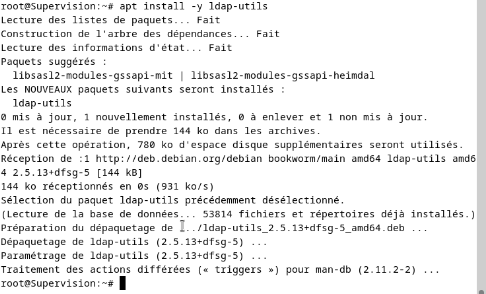 root@Supervision:~# apt install -y ldap-utils
Lecture des listes de paquets... Fait
Construction de l'arbre des dépendances... Fait
Lecture des informations d'état... Fait
Paquets suggérés :
  libsasl2-modules-gssapi-mit | libsasl2-modules-gssapi-heimdal
Les NOUVEAUX paquets suivants seront installés :
  ldap-utils
0 mis à jour, 1 nouvellement installés, 0 à enlever et 1 non mis à jour.
Il est nécessaire de prendre 144 ko dans les archives.
Après cette opération, 780 ko d'espace disque supplémentaires seront utilisés.
Réception de :1 http://deb.debian.org/debian bookworm/main amd64 ldap-utils amd6
4 2.5.13+dfsg-5 [144 kB]
144 ko réceptionnés en 0s (931 ko/s)
Sélection du paquet ldap-utils précédemment désélectionné.
(Lecture de la base de données... 53814 fichiers et répertoires déjà installés.)
Préparation du dépaquetage de .../ldap-utils_2.5.13+dfsg-5_amd64.deb ...
Dépaquetage de ldap-utils (2.5.13+dfsg-5) ...
Paramétrage de ldap-utils (2.5.13+dfsg-5) ...
Traitement des actions différées (« triggers ») pour man-db (2.11.2-2) ...
root@Supervision:~#